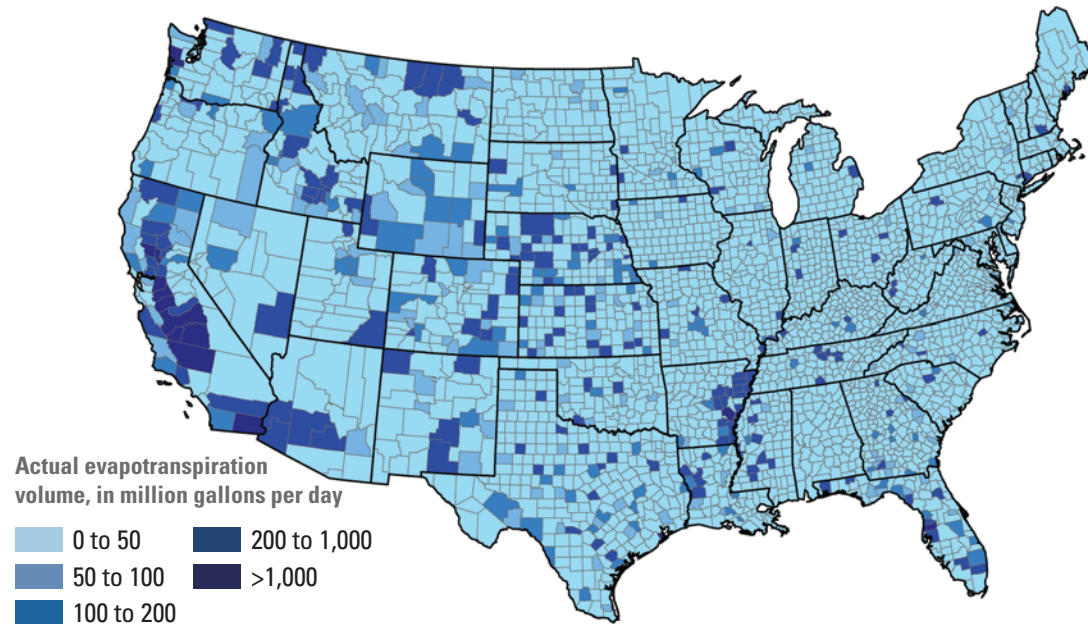 Actual evapotranspiration
volume, in million gallons per day
0 to 50
200 to 1,000
50 to 100
>1,000
100 to 200